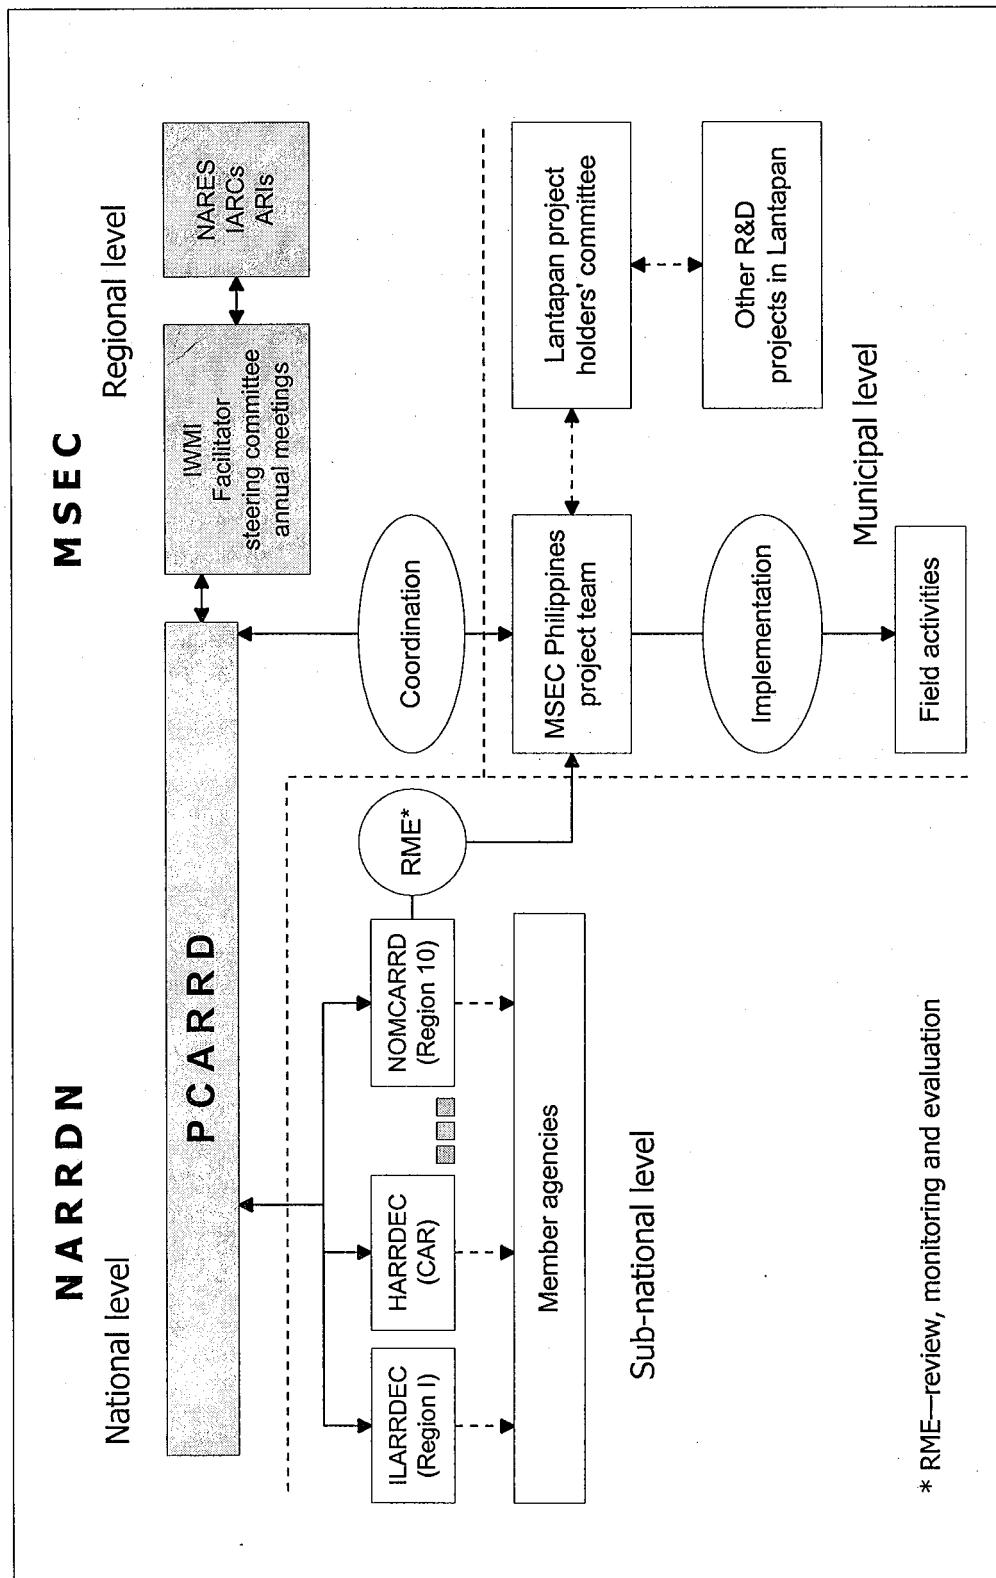 NARRDN
MSEC
National level
Regional level
PCARRD
IWMI
Facilitator
steering committee
annual meetings
NARES
IARCs
ARIs
ILARRDEC
(Region I)
HARRDEC
(CAR)
NOMCARRD
(Region 10)
RME*
Coordination
Member agencies
MSEC Philippines
project team
Lantapan project
holders' committee
Sub-national level
Implementation
Other R&D
projects in Lantapan
Municipal level
Field activities
* RME—review, monitoring and evaluation